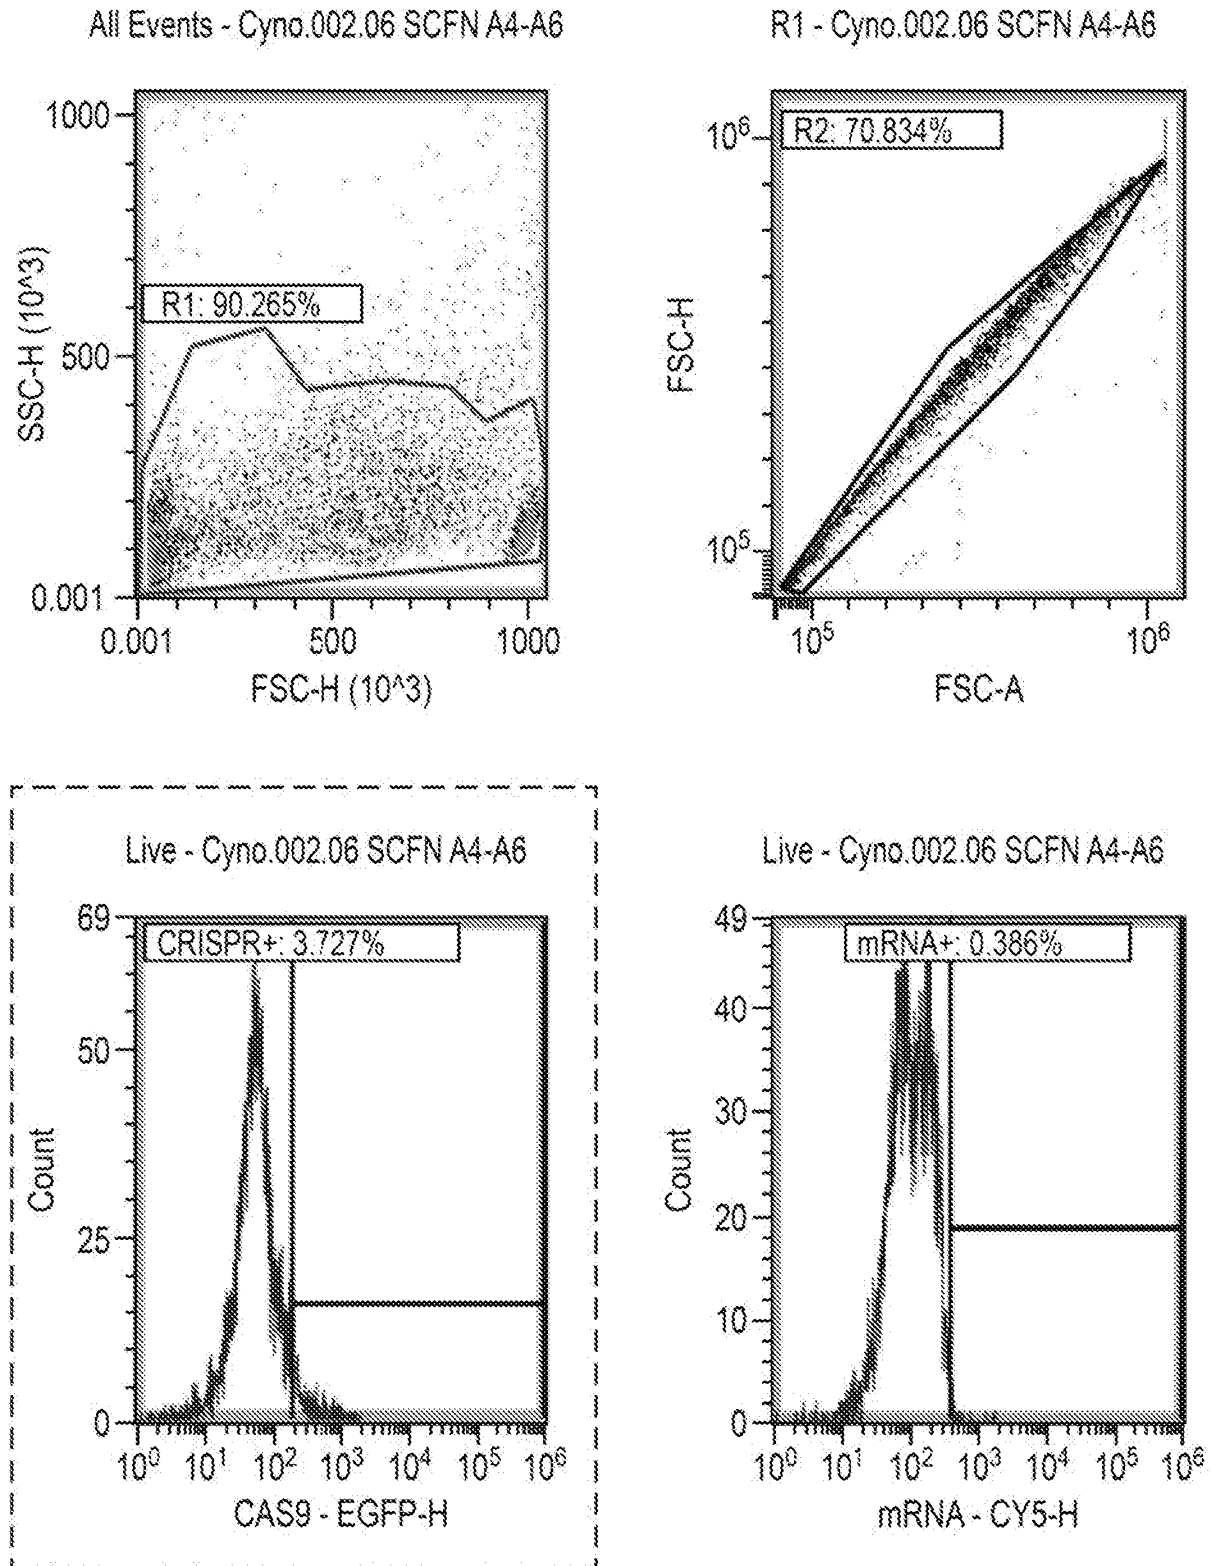 All Events - Cyno.002.06 SCFN A4-A6
R1 - Cyno.002.06 SCFN A4-A6
1000
500
0.001
SSC-H (10^3)
R1: 90.265%
0.001 500 1000
FSC-H (10^3)
R2: 70.834%
10⁶
10⁵
FSC-H
10⁵ 10⁶
FSC-A
Live - Cyno.002.06 SCFN A4-A6
69
50
25
0
Count
CRISPR+: 3.727%
10⁰ 10¹ 10² 10³ 10⁴ 10⁵ 10⁶
CAS9 - EGFP-H
Live - Cyno.002.06 SCFN A4-A6
49
40
30
20
10
0
Count
mRNA+: 0.386%
10⁰ 10¹ 10² 10³ 10⁴ 10⁵ 10⁶
mRNA - CY5-H